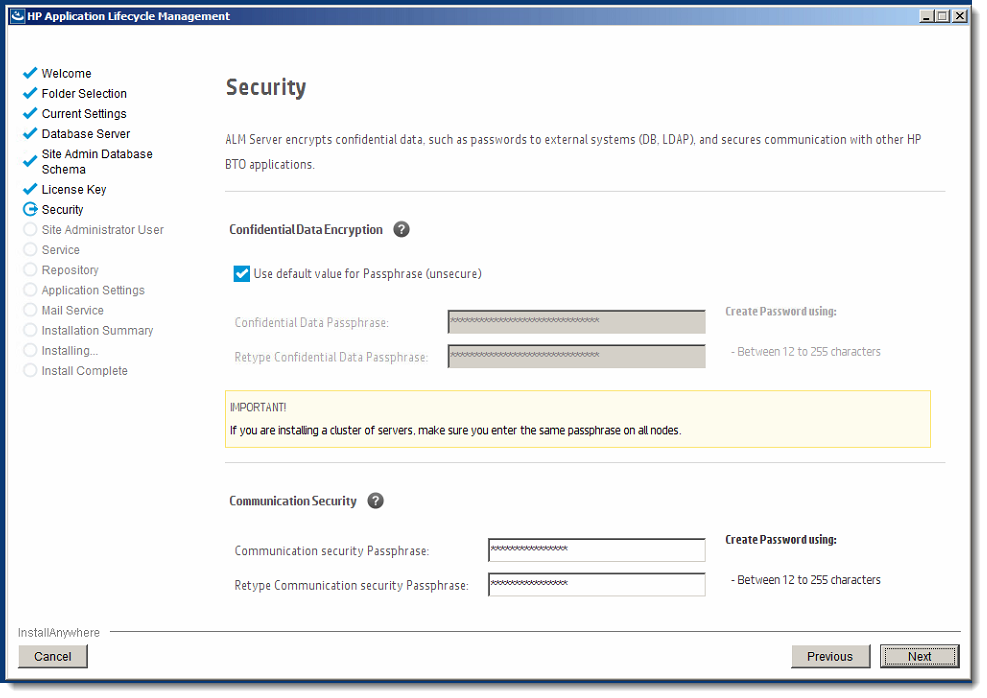 HP Application Lifecycle Management
Welcome
Folder Selection
Current Settings
Database Server
Site Admin Database
Schema
License Key
Security
Site Administrator User
Service
Repository
Application Settings
Mail Service
Installation Summary
Installing...
Install Complete
Security
ALM Server encrypts confidential data, such as passwords to external systems (DB, LDAP), and secures communication with other HP
BTO applications.
Confidential Data Encryption ?
Use default value for Passphrase (unsecure)
Confidential Data Passphrase: ******************************
Create Password using:
Retype Confidential Data Passphrase: ******************************
- Between 12 to 255 characters
IMPORTANT!
If you are installing a cluster of servers, make sure you enter the same passphrase on all nodes.
Communication Security ?
Communication security Passphrase: ****************
Create Password using:
Retype Communication security Passphrase: ****************
- Between 12 to 255 characters
InstallAnywhere
Cancel
Previous
Next